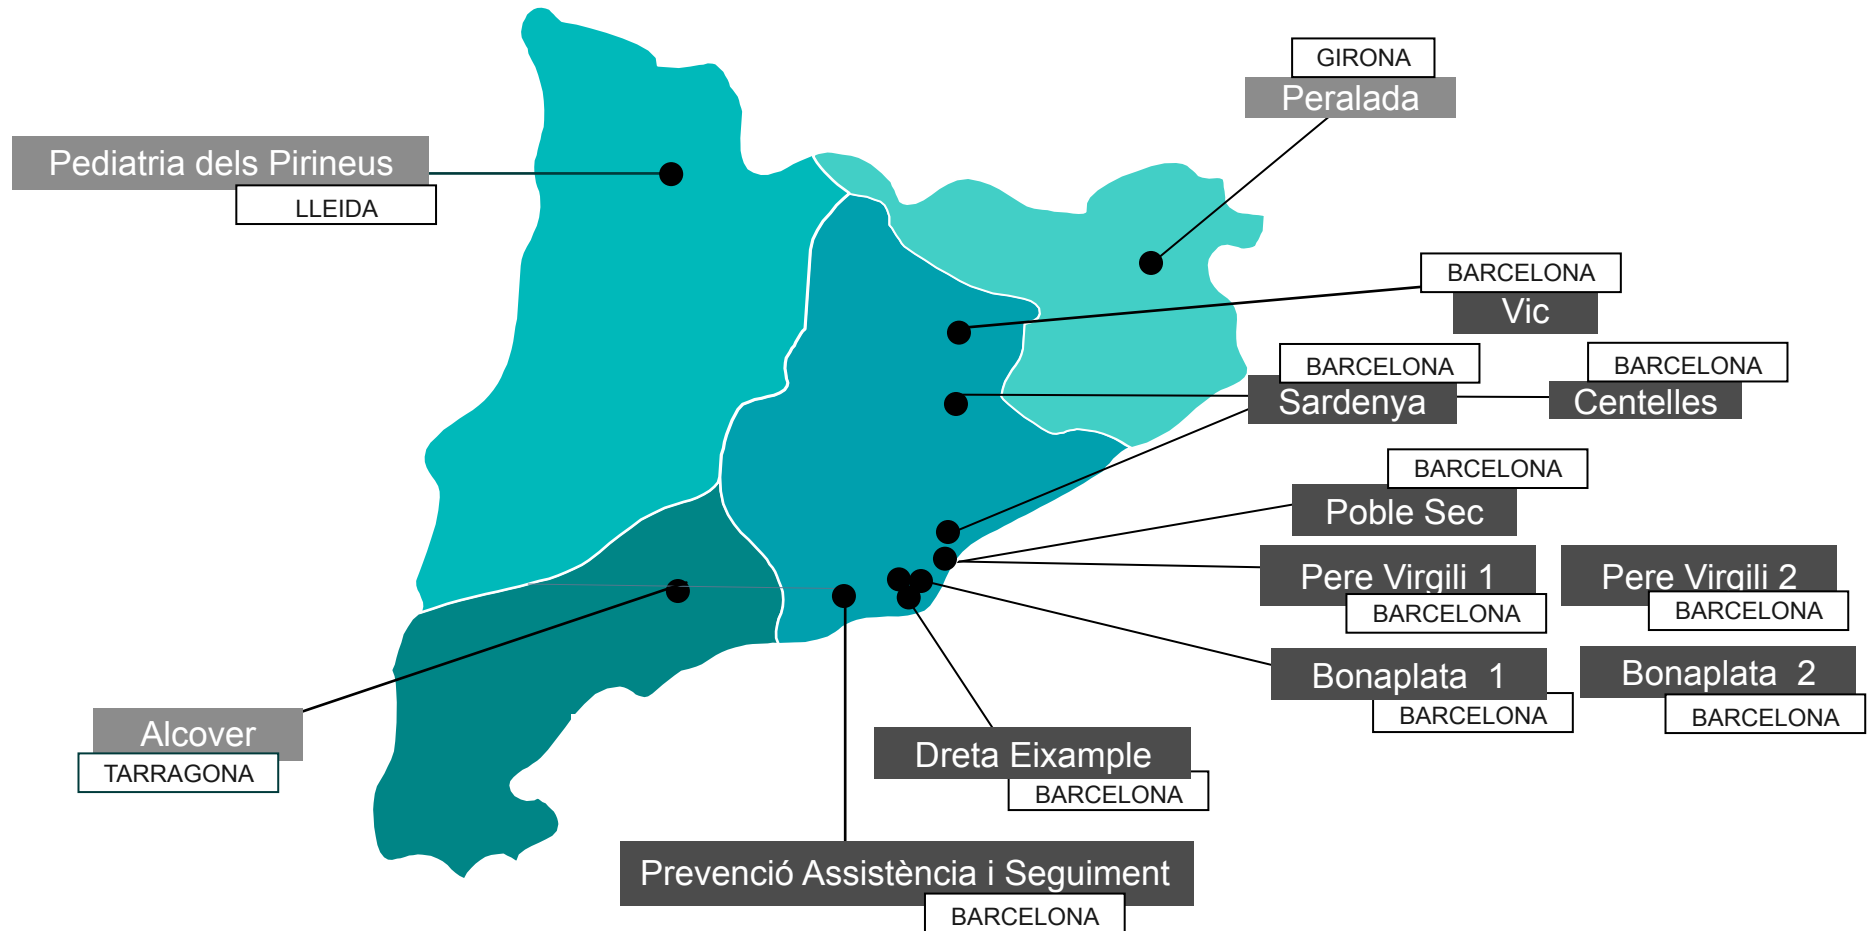 GIRONA
Peralada
Pediatria dels Pirineus
LLEIDA
BARCELONA
Vic
BARCELONA
Sardenya
BARCELONA
Centelles
BARCELONA
Poble Sec
Pere Virgili 1
BARCELONA
Pere Virgili 2
BARCELONA
Bonaplata 1
BARCELONA
Bonaplata 2
BARCELONA
Alcover
TARRAGONA
Dreta Eixample
BARCELONA
Prevenció Assistència i Seguiment
BARCELONA